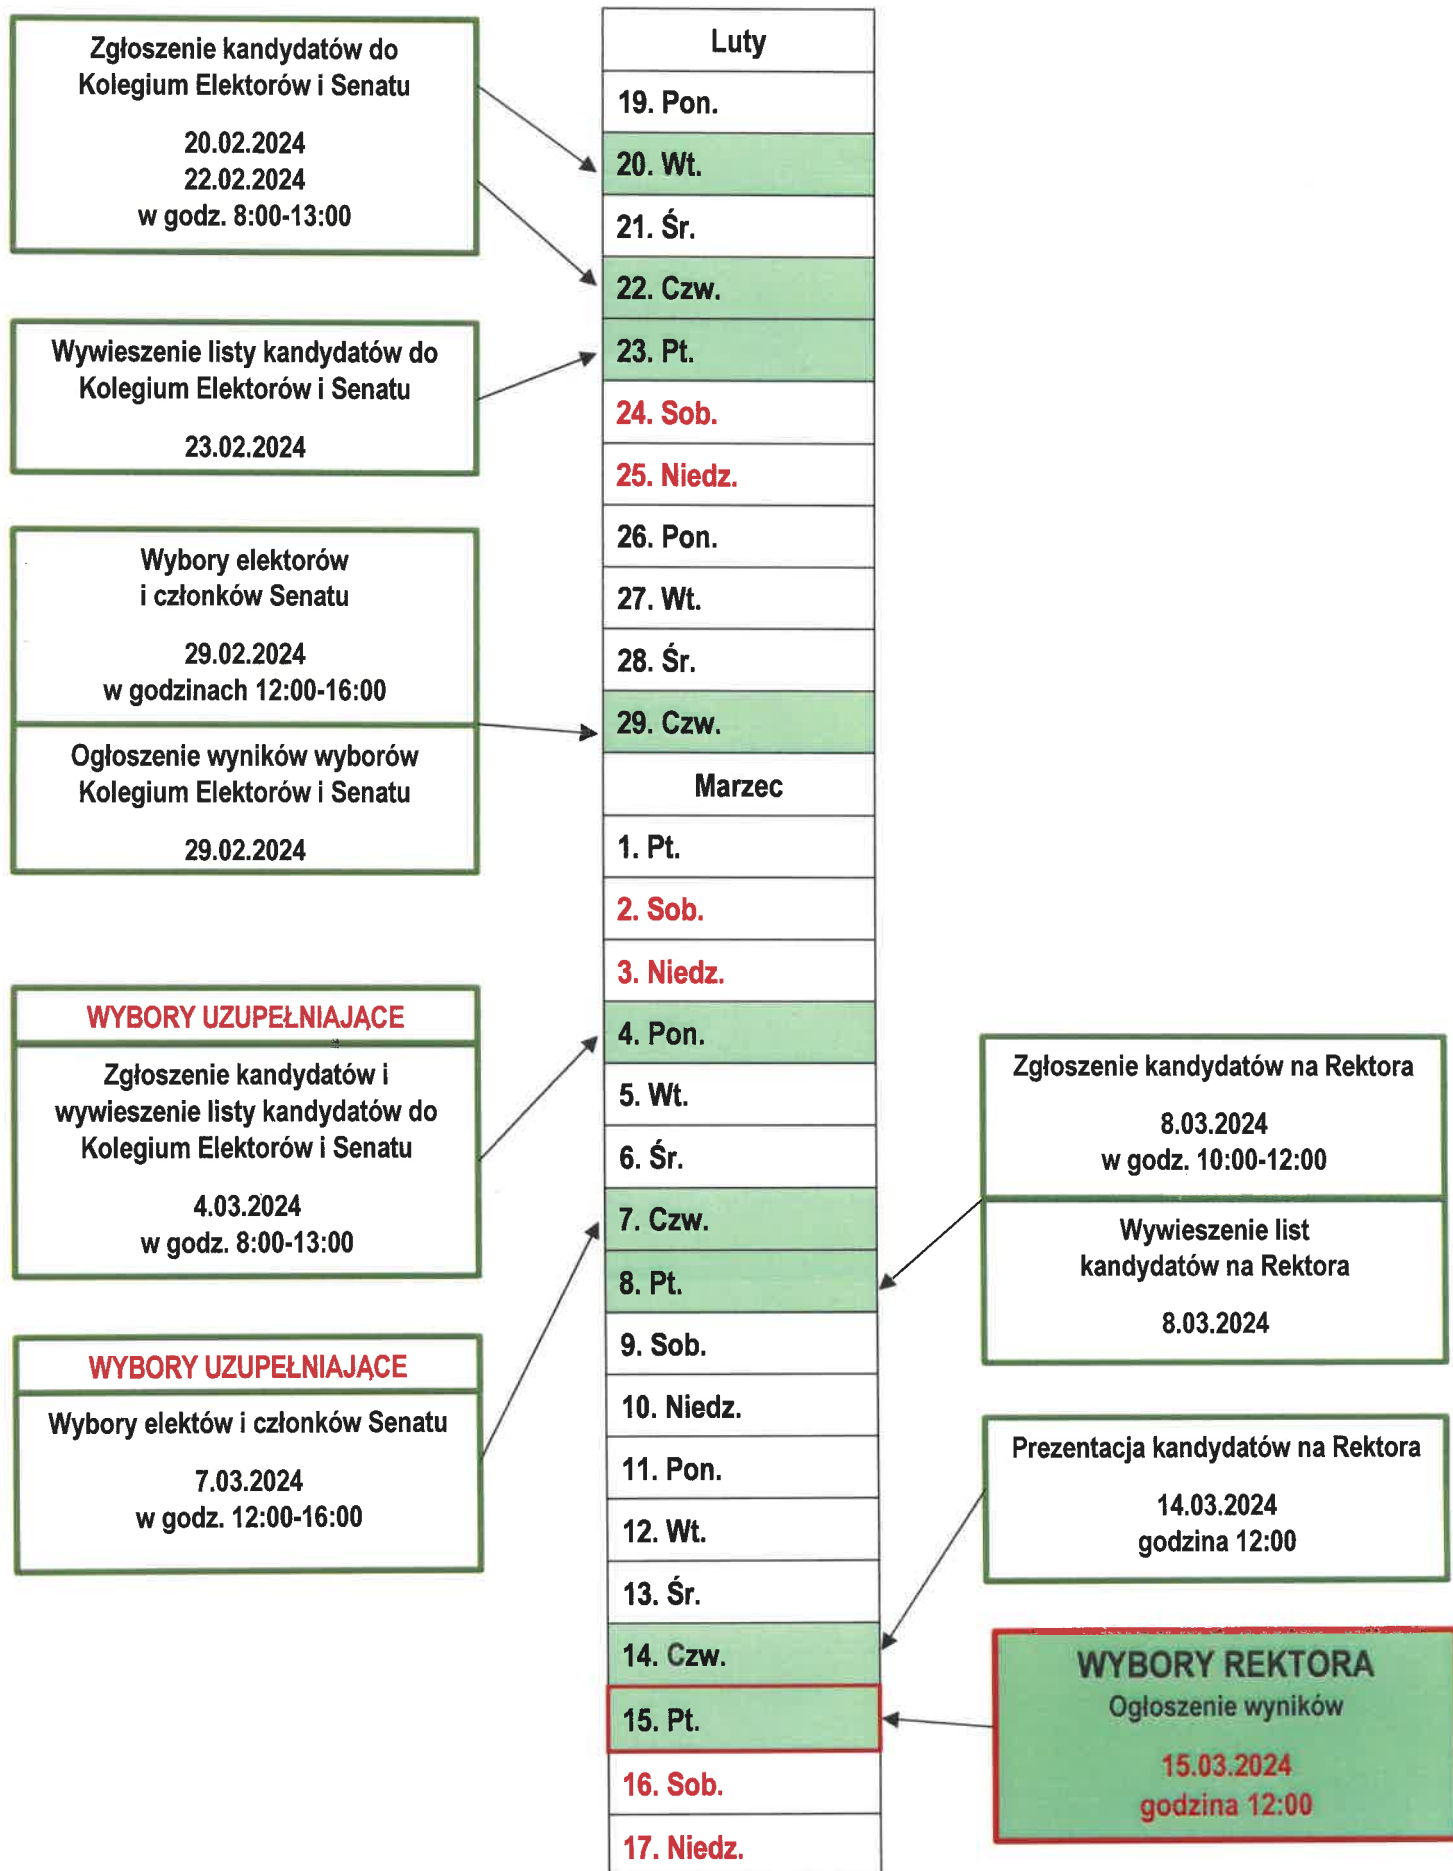 Zgłoszenie kandydatów do
Kolegium Elektorów i Senatu
20.02.2024
22.02.2024
w godz. 8:00-13:00
Wywieszenie listy kandydatów do
Kolegium Elektorów i Senatu
23.02.2024
Wybory elektorów
i członków Senatu
29.02.2024
w godzinach 12:00-16:00
Ogłoszenie wyników wyborów
Kolegium Elektorów i Senatu
29.02.2024
WYBORY UZUPEŁNIAJĄCE
Zgłoszenie kandydatów i
wywieszenie listy kandydatów do
Kolegium Elektorów i Senatu
4.03.2024
w godz. 8:00-13:00
WYBORY UZUPEŁNIAJĄCE
Wybory elektów i członków Senatu
7.03.2024
w godz. 12:00-16:00
Luty
19. Pon.
20. Wt.
21. Śr.
22. Czw.
23. Pt.
24. Sob.
25. Niedz.
26. Pon.
27. Wt.
28. Śr.
29. Czw.
Marzec
1. Pt.
2. Sob.
3. Niedz.
4. Pon.
5. Wt.
6. Śr.
7. Czw.
8. Pt.
9. Sob.
10. Niedz.
11. Pon.
12. Wt.
13. Śr.
14. Czw.
15. Pt.
16. Sob.
17. Niedz.
Zgłoszenie kandydatów na Rektora
8.03.2024
w godz. 10:00-12:00
Wywieszenie list
kandydatów na Rektora
8.03.2024
Prezentacja kandydatów na Rektora
14.03.2024
godzina 12:00
WYBORY REKTORA
Ogłoszenie wyników
15.03.2024
godzina 12:00